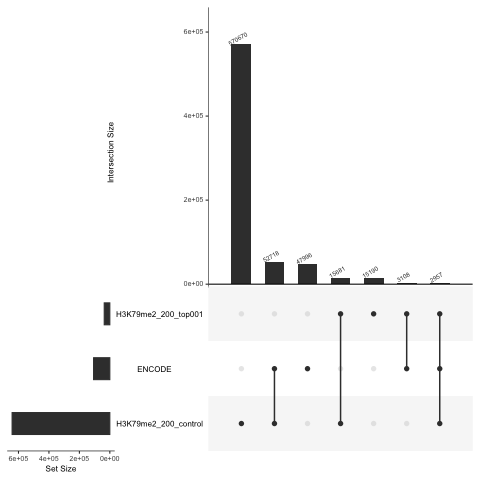 6e+05
4e+05
2e+05
0e+00
Intersection Size
570670
52718
47996
15681
15190
3108
2957
H3K79me2_200_top001
ENCODE
H3K79me2_200_control
6e+05 4e+05 2e+05 0e+00
Set Size